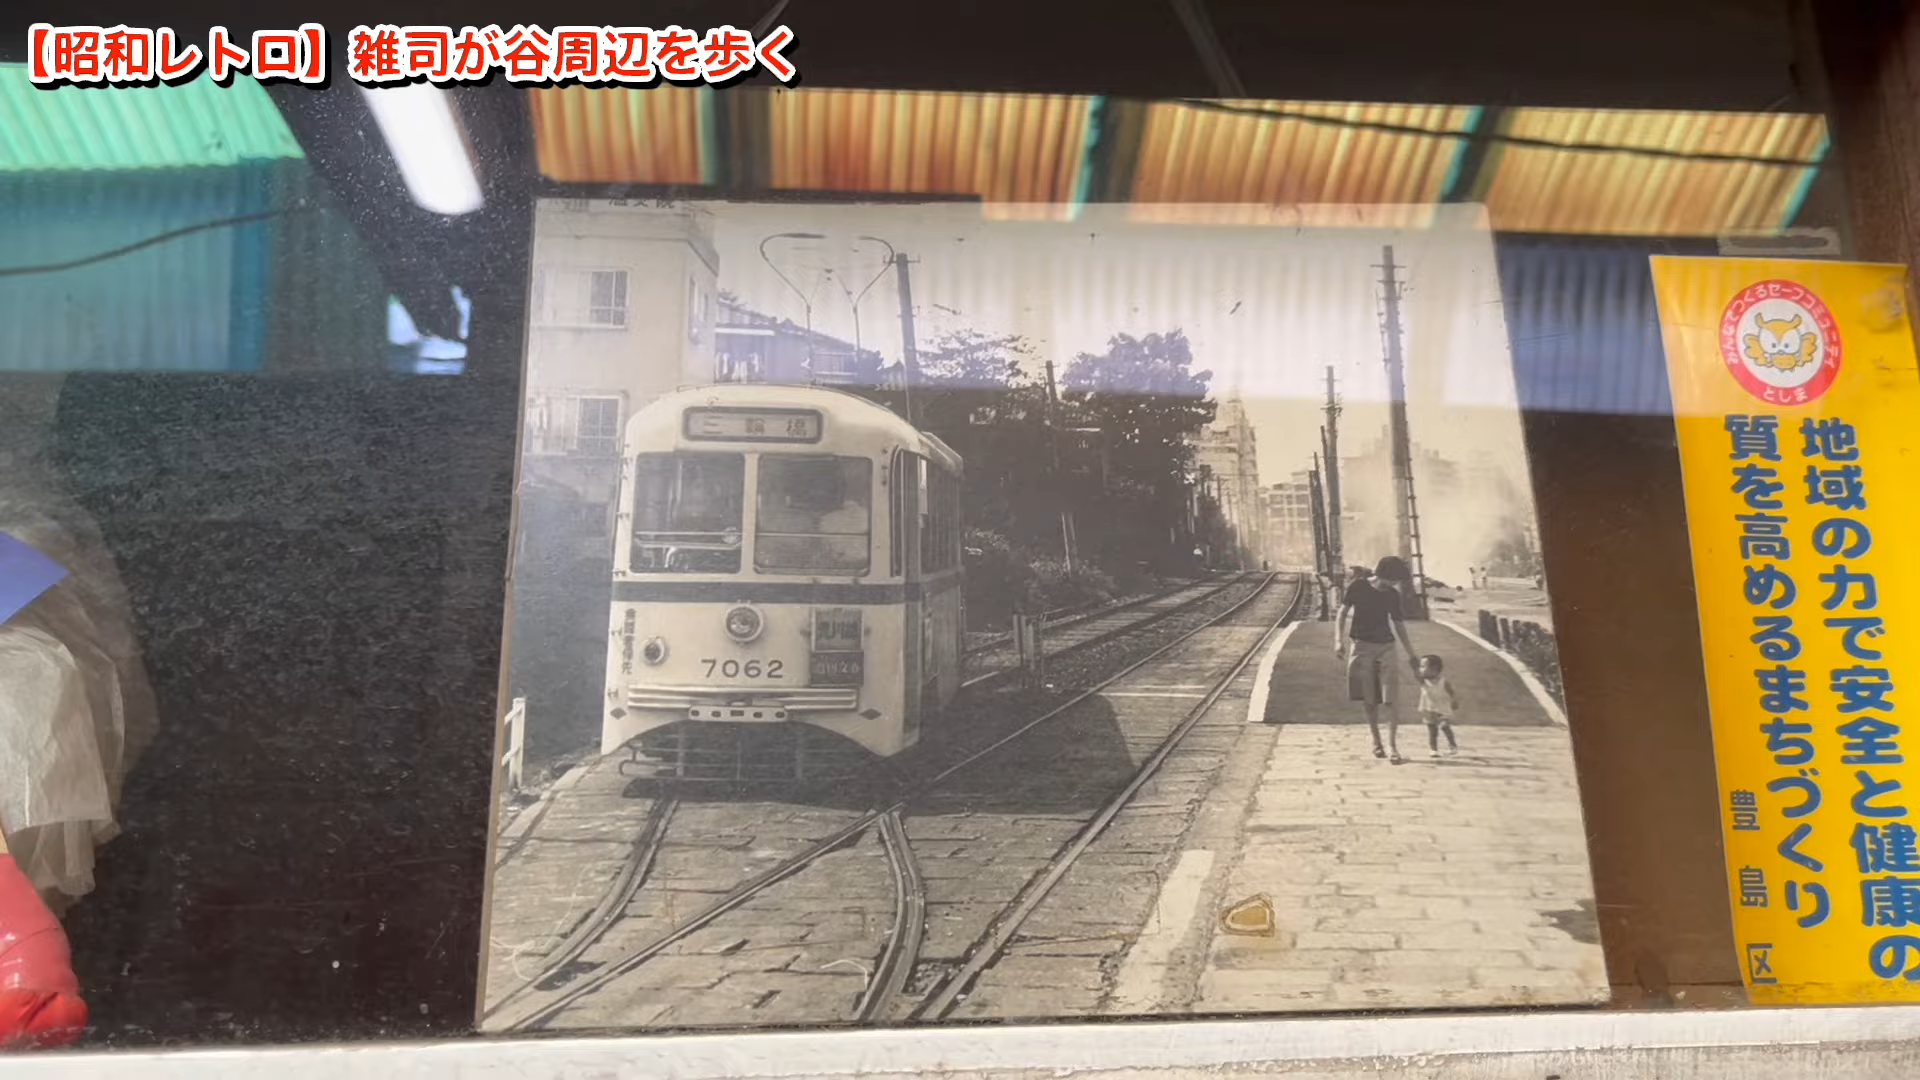 【昭和レトロ】雑司が谷周辺を歩く
三輪橋
7062
みんなでつくるセーフコミュニティ
としま
地域の力で安全と健康の
質を高めるまちづくり
豊島区